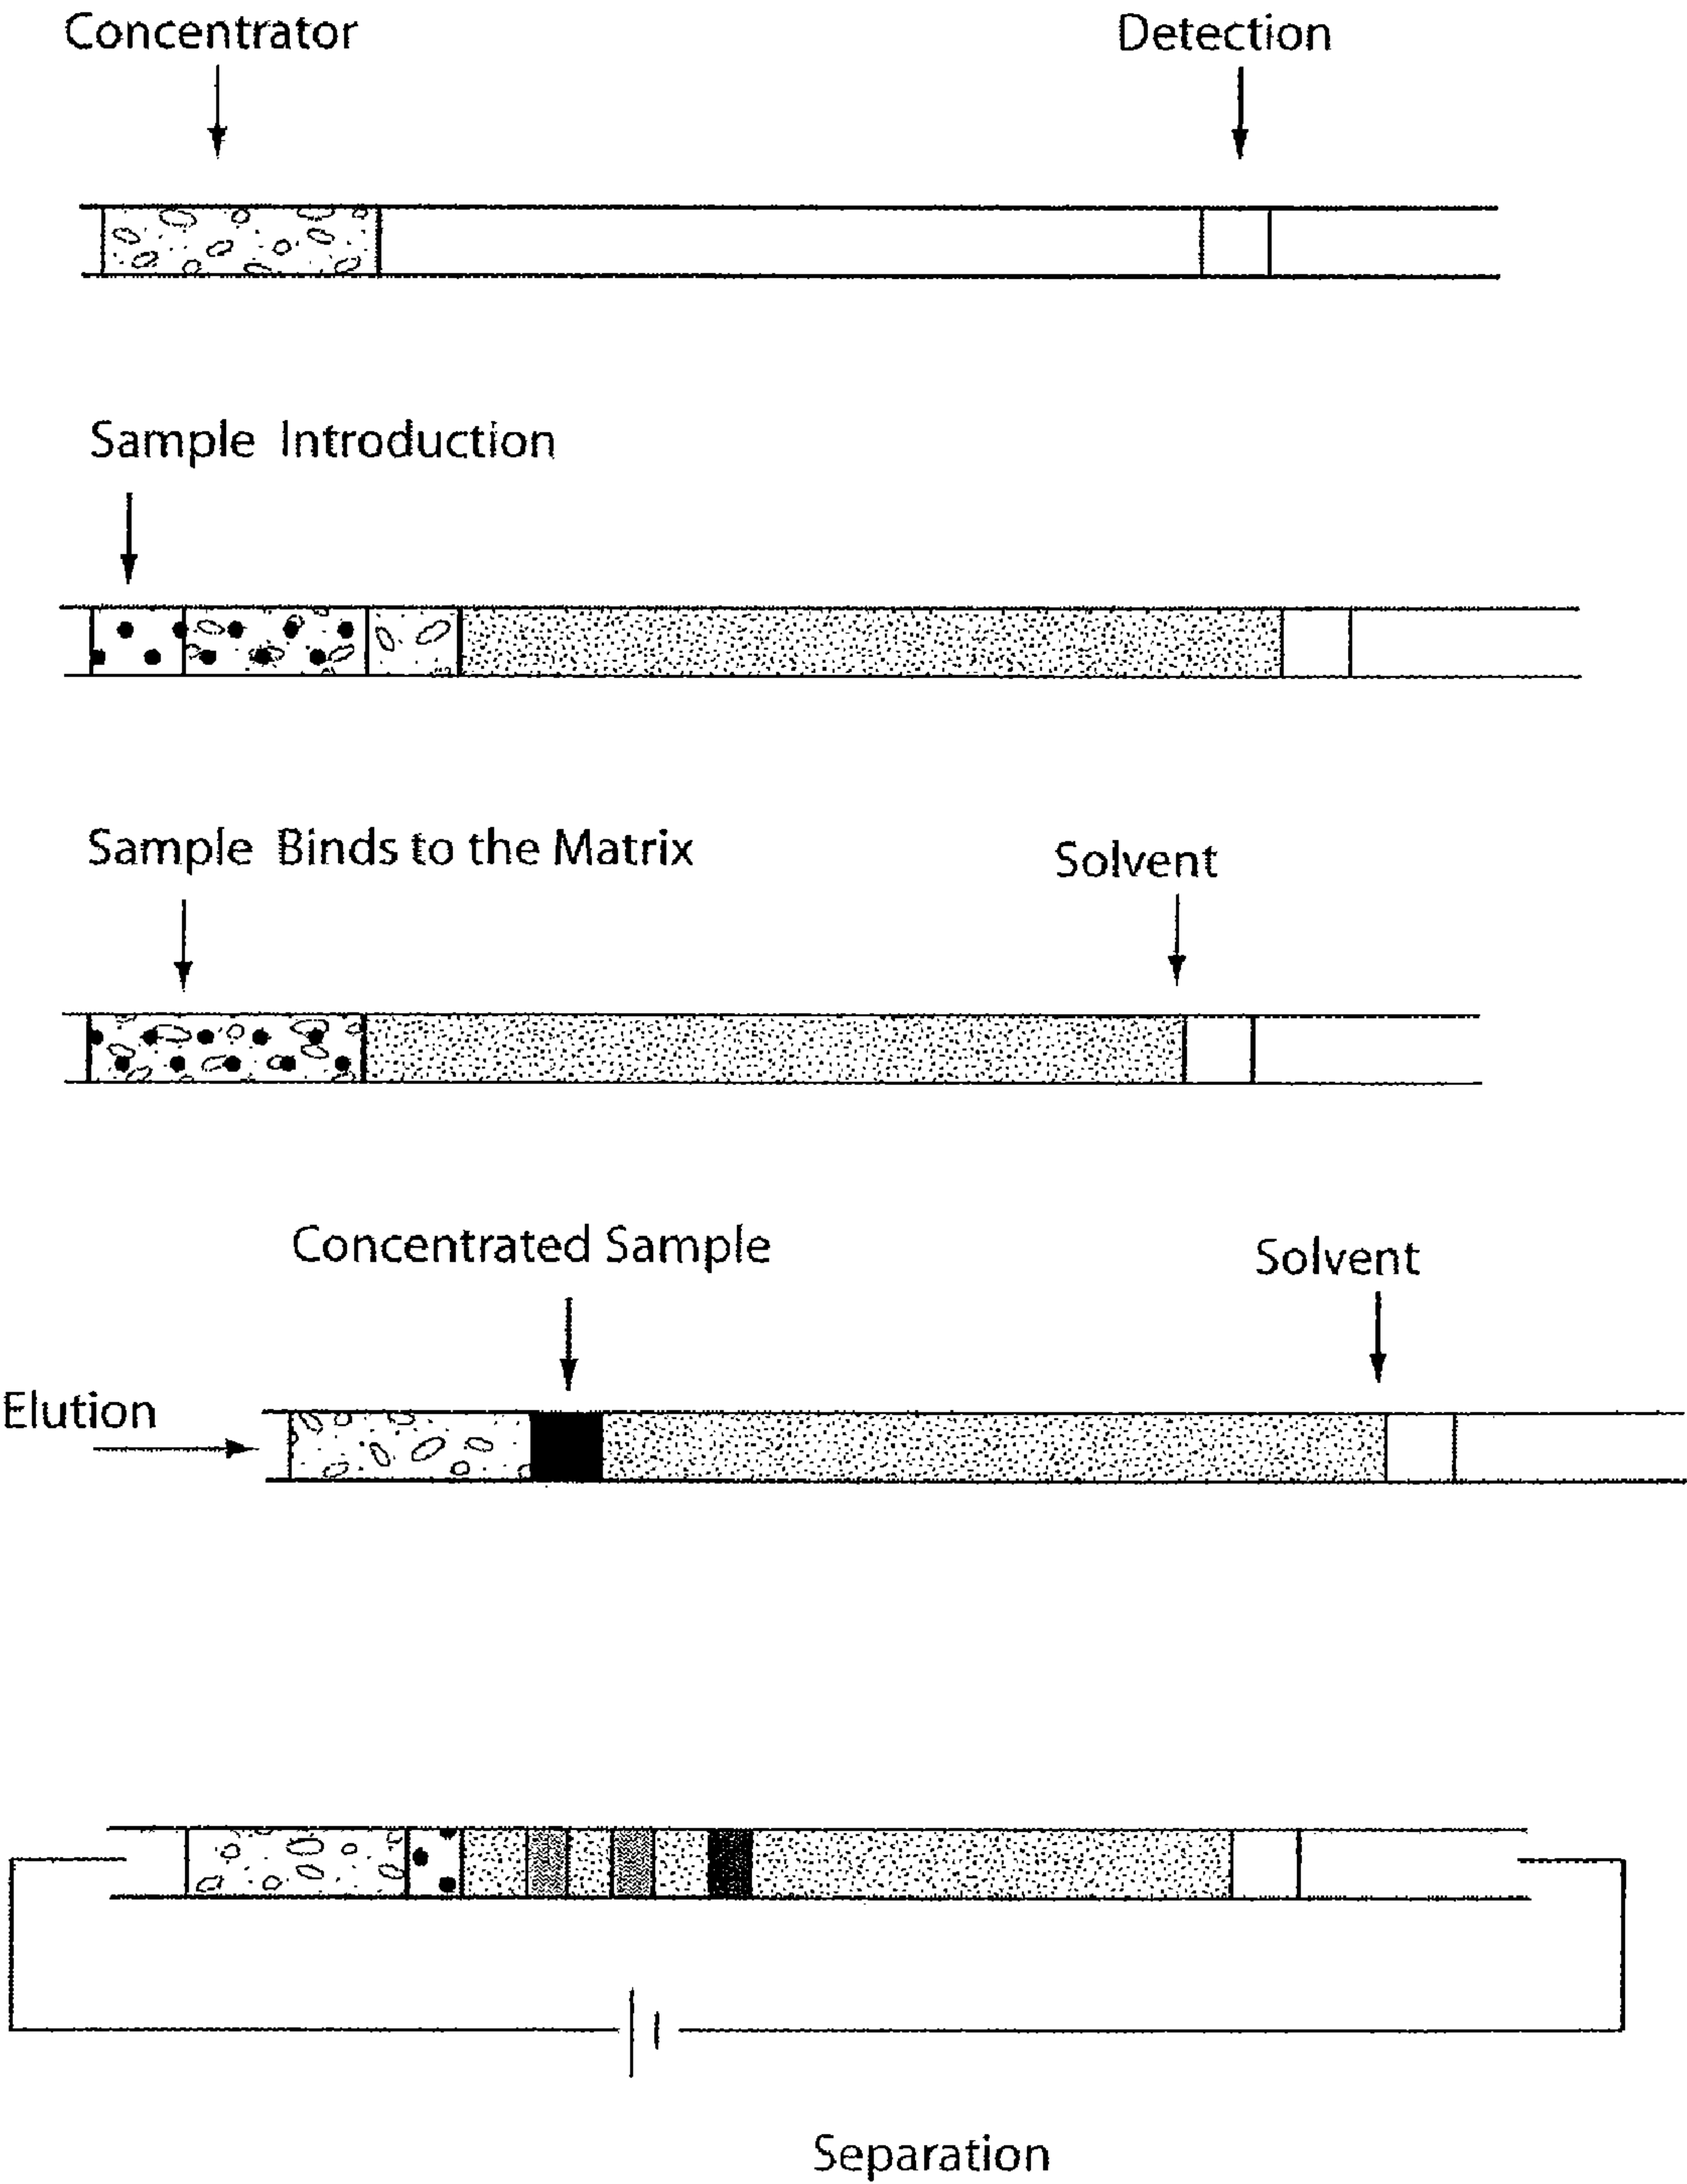 Concentrator
Detection
Sample Introduction
Sample Binds to the Matrix
Solvent
Concentrated Sample
Solvent
Elution
Separation